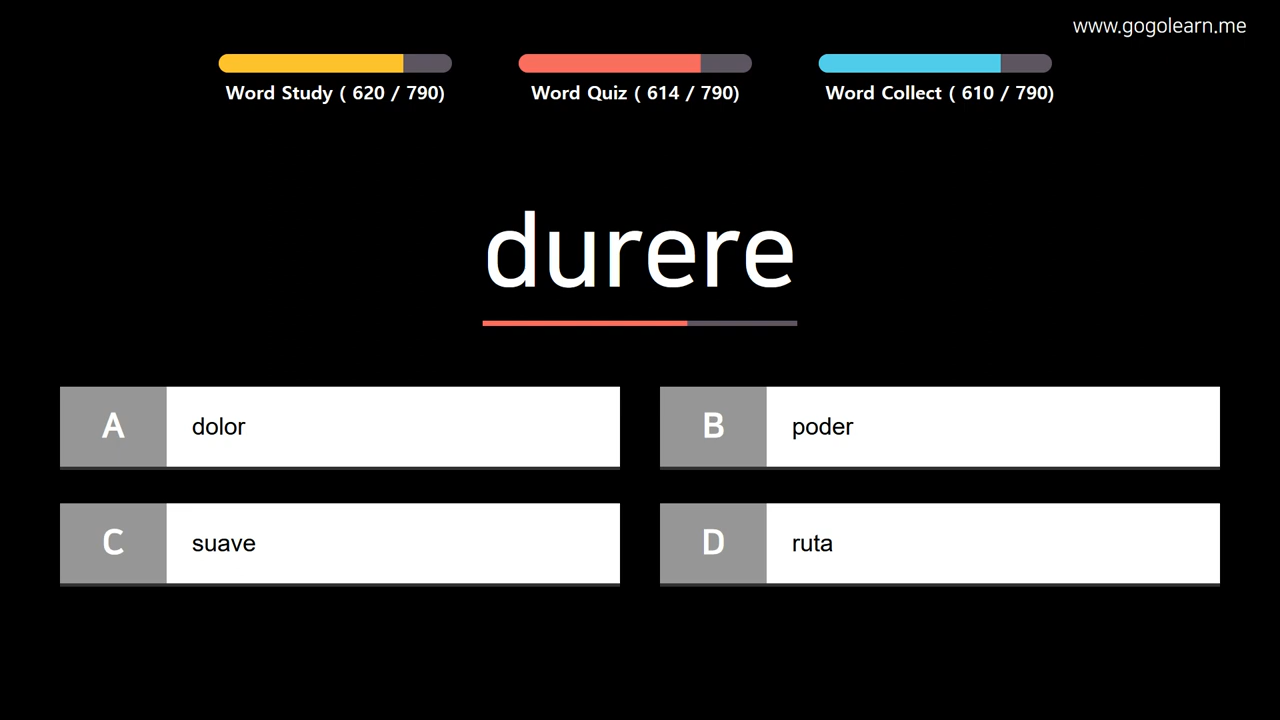 www.gogolearn.me
Word Study ( 620 / 790)
Word Quiz ( 614 / 790)
Word Collect ( 610 / 790)
durere
A dolor
B poder
C suave
D ruta